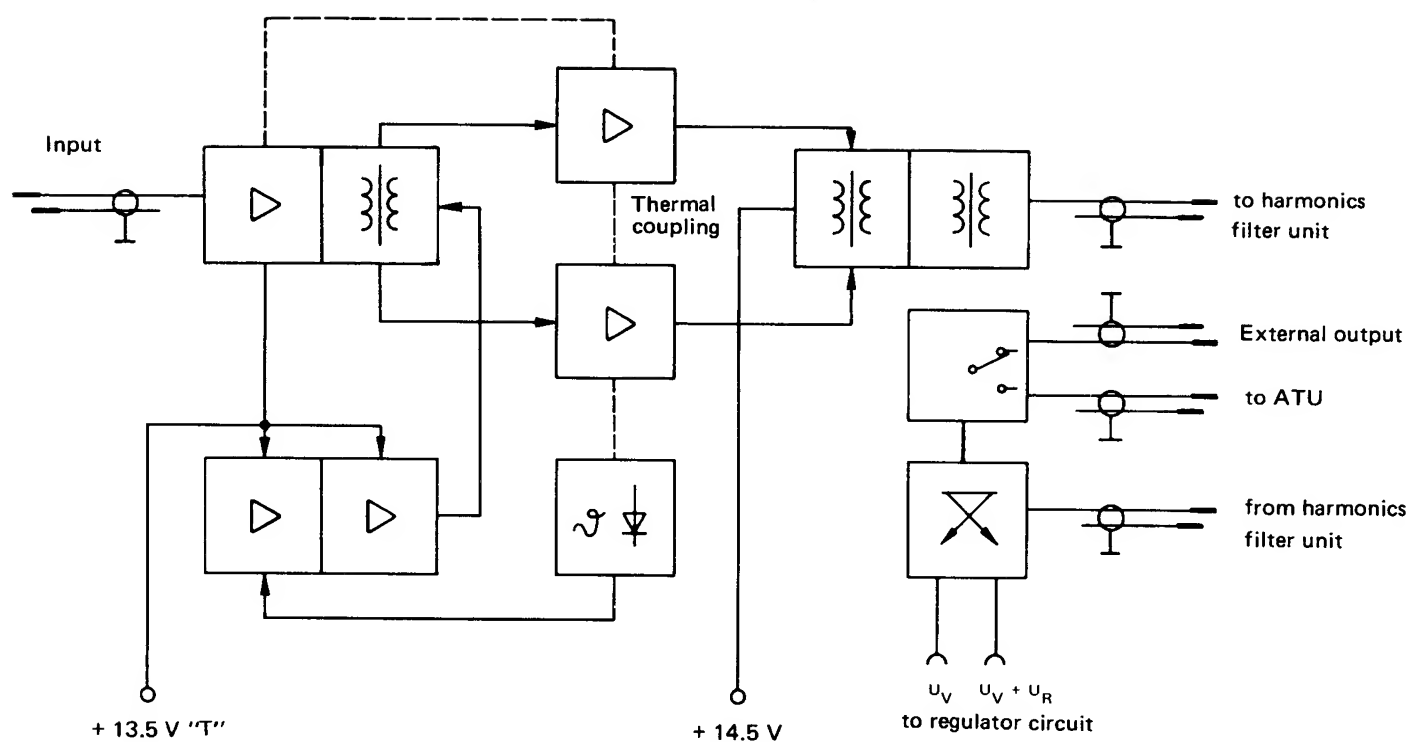 Input
Thermal
coupling
to harmonics
filter unit
External output
to ATU
ϑ
from harmonics
filter unit
+ 13.5 V "T"
+ 14.5 V
U_V U_V + U_R
to regulator circuit